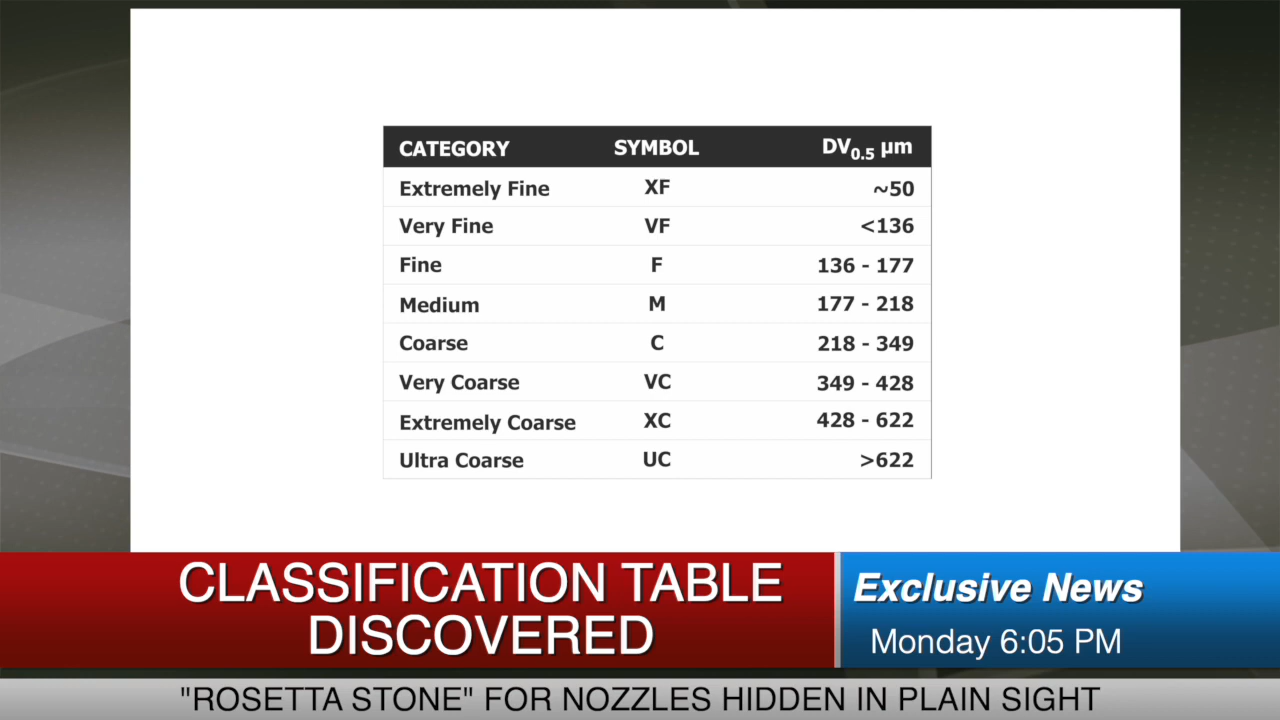 CATEGORY SYMBOL DV0.5 µm
Extremely Fine XF ~50
Very Fine VF <136
Fine F 136 - 177
Medium M 177 - 218
Coarse C 218 - 349
Very Coarse VC 349 - 428
Extremely Coarse XC 428 - 622
Ultra Coarse UC >622
CLASSIFICATION TABLE
DISCOVERED
Exclusive News
Monday 6:05 PM
"ROSETTA STONE" FOR NOZZLES HIDDEN IN PLAIN SIGHT